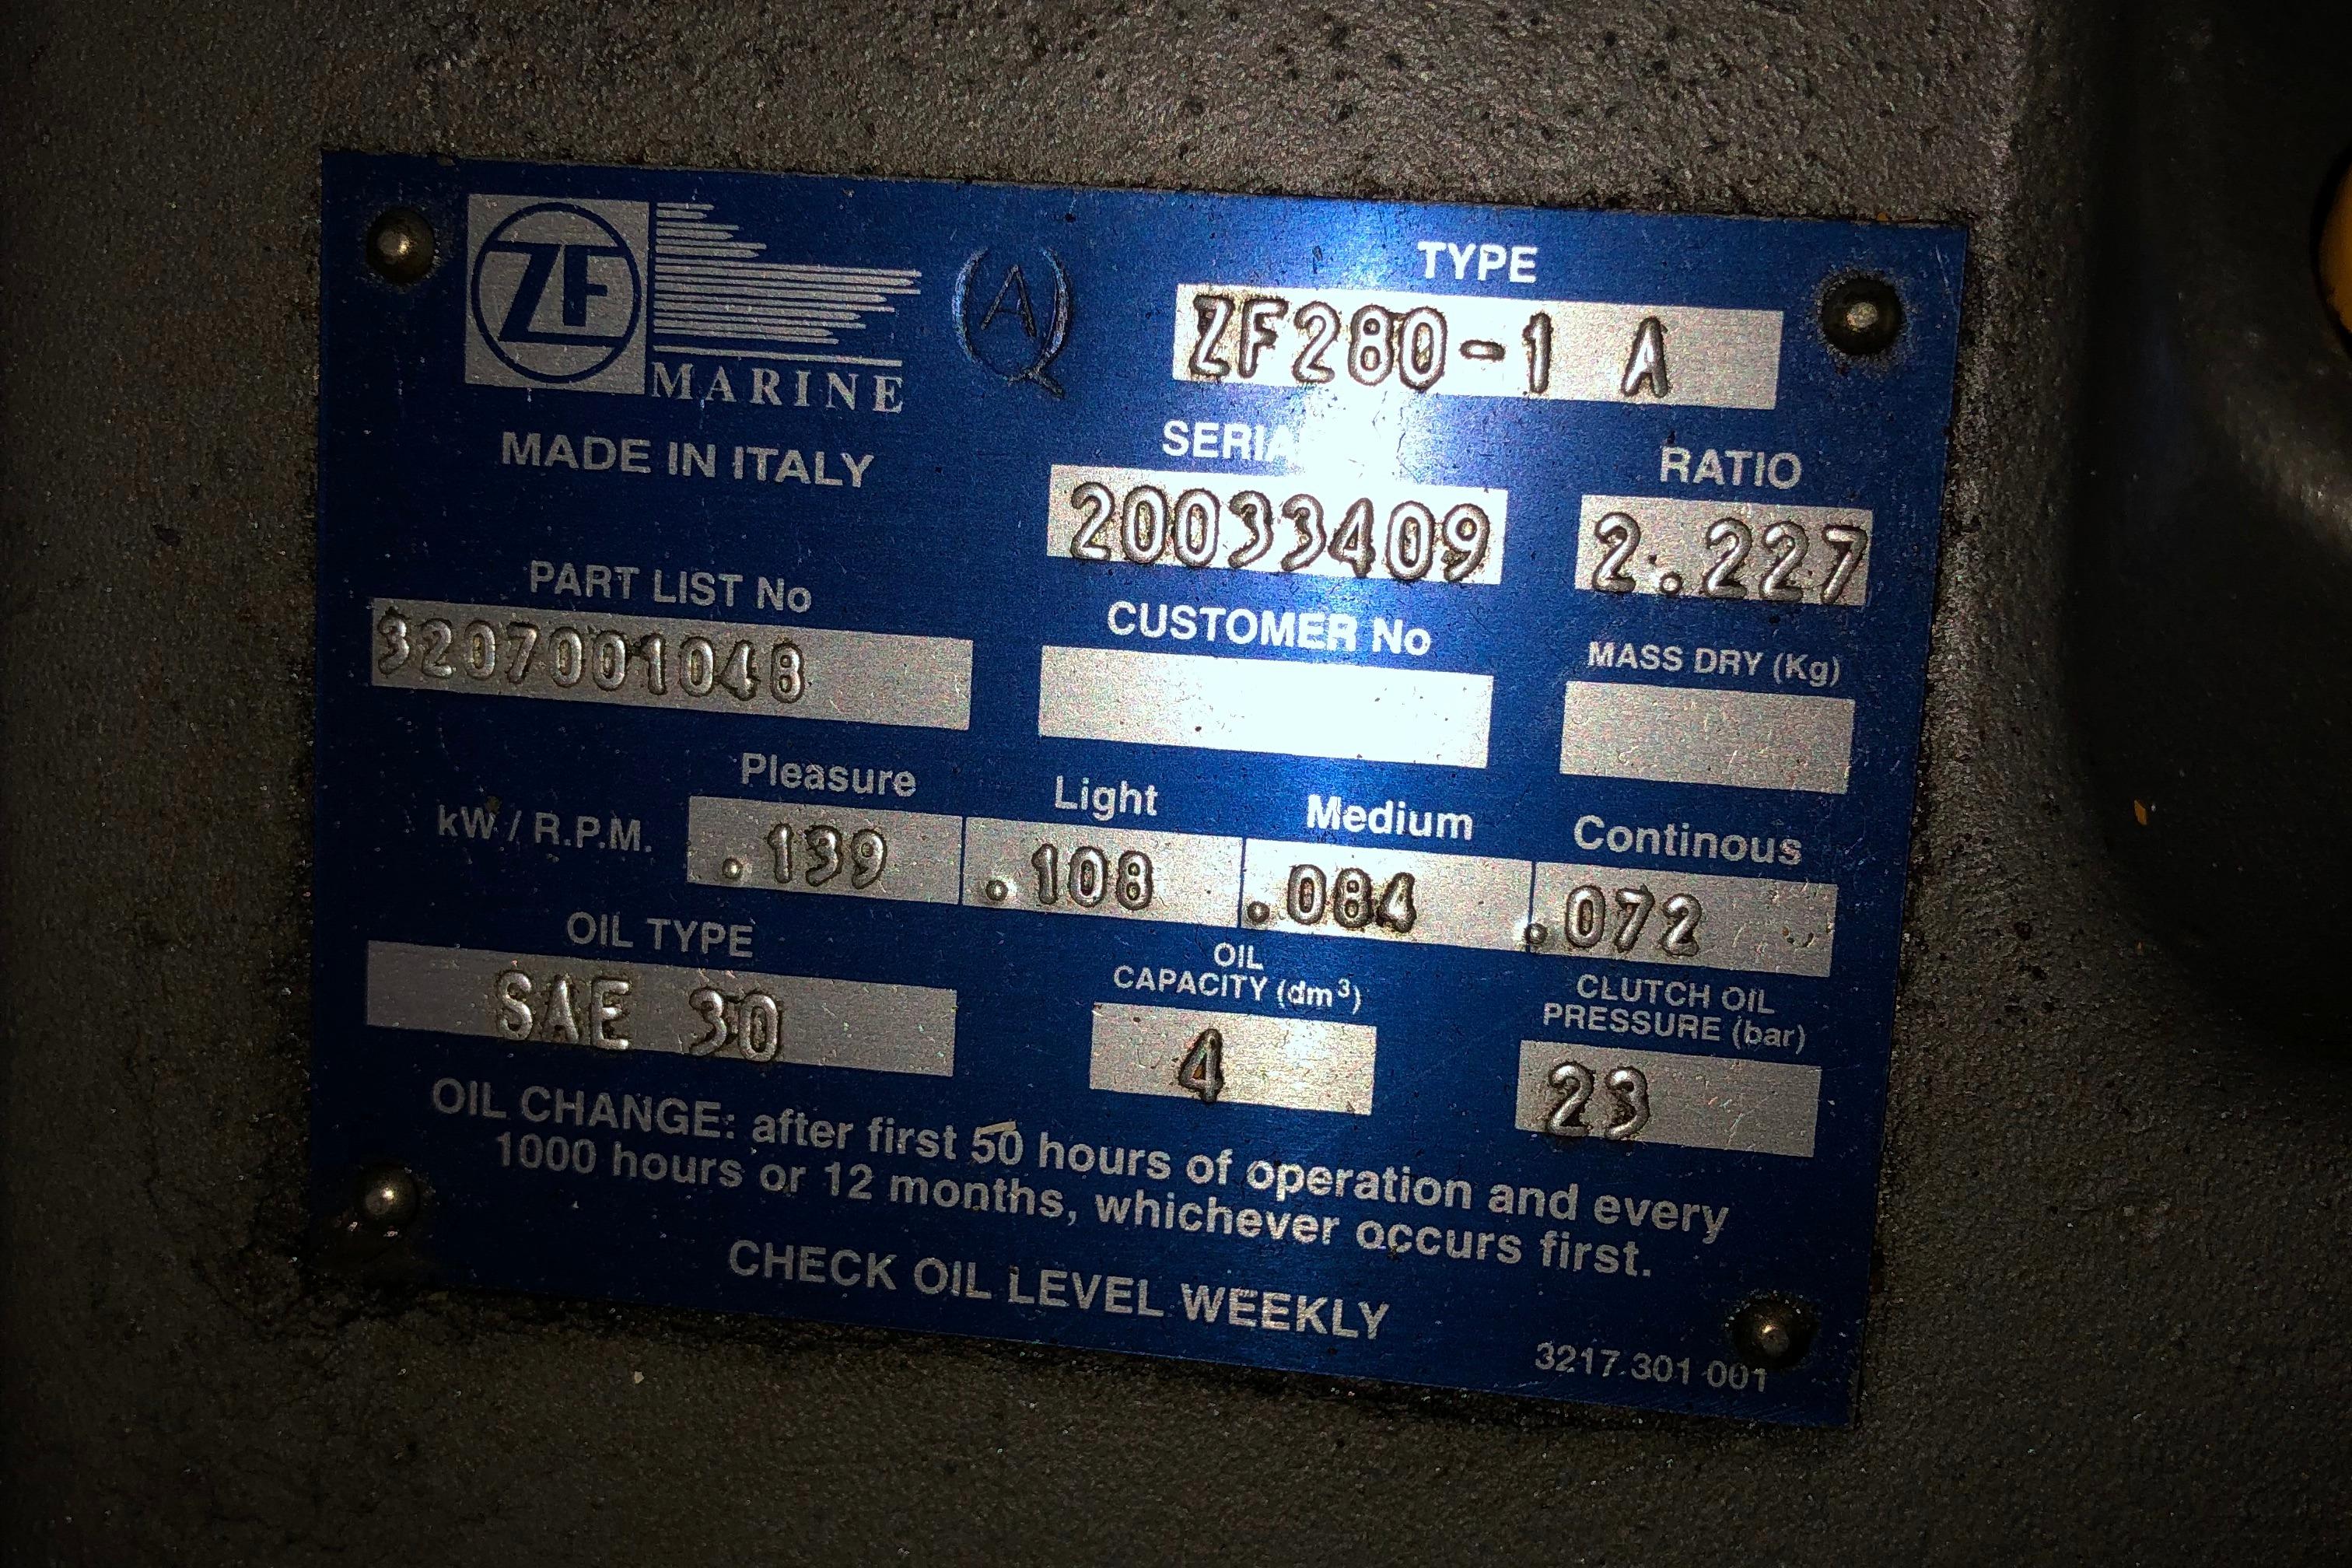 ZF
MARINE
AQ
TYPE
ZF280-1 A
MADE IN ITALY
RATIO
20033409
2.227
PART LIST No
3207001048
CUSTOMER No
MASS DRY (Kg)
kW / R.P.M.
Pleasure
Light
Medium
Continous
.139
.108
.084
.072
OIL TYPE
SAE 30
OIL
CAPACITY (dm³)
4
CLUTCH OIL
PRESSURE (bar)
23
OIL CHANGE: after first 50 hours of operation and every
1000 hours or 12 months, whichever occurs first.
CHECK OIL LEVEL WEEKLY
3217 301 001